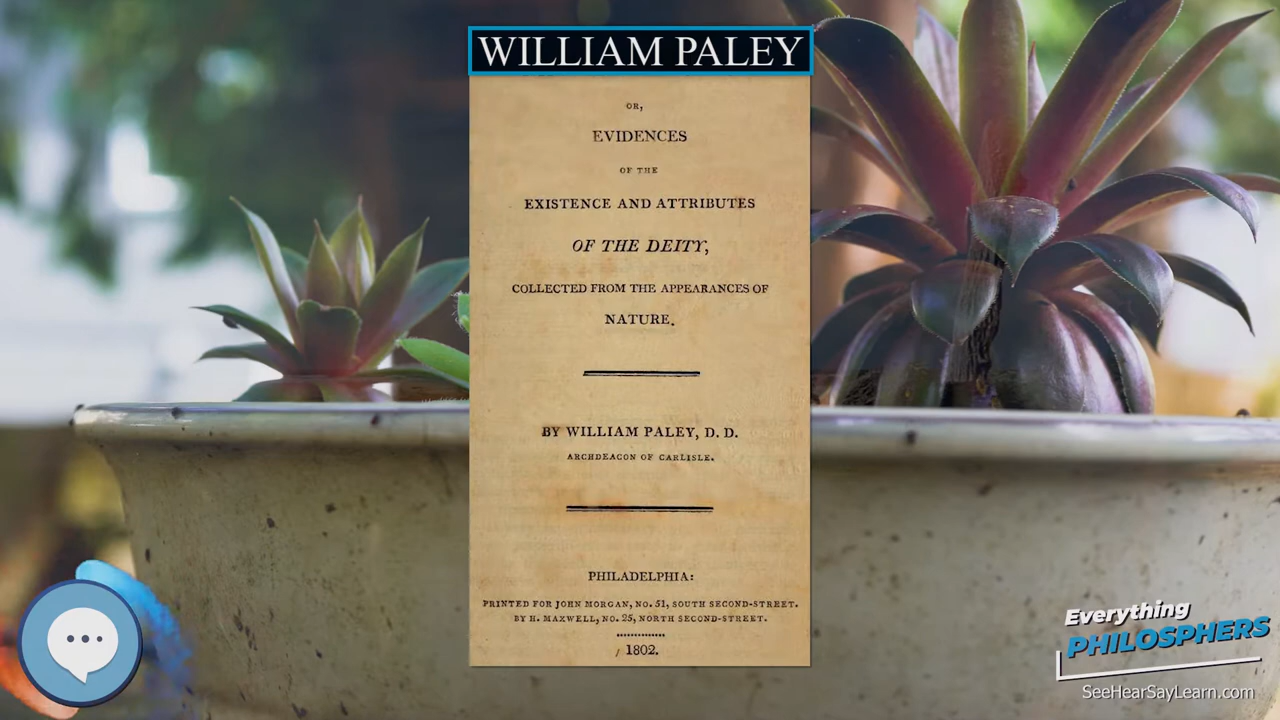 WILLIAM PALEY
OR,
EVIDENCES
OF THE
EXISTENCE AND ATTRIBUTES
OF THE DEITY;
COLLECTED FROM THE APPEARANCES OF
NATURE.
BY WILLIAM PALEY, D. D.
ARCHDEACON OF CARLISLE.
PHILADELPHIA:
PRINTED FOR JOHN MORGAN, NO. 51, SOUTH SECOND-STREET.
BY H. MAXWELL, NO. 25, NORTH SECOND-STREET.
1802.
Everything
PHILOSPHERS
SeeHearSayLearn.com